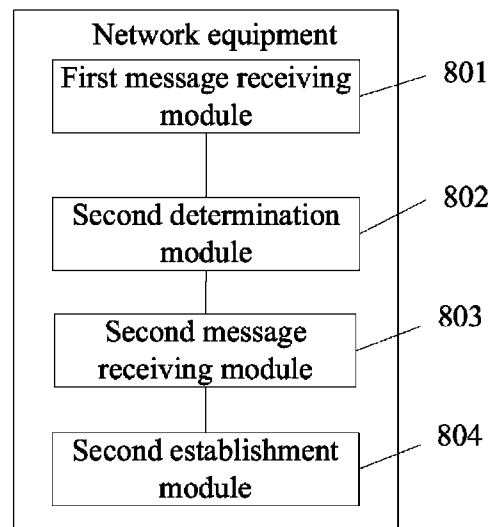 Network equipment
First message receiving
module
801
Second determination
module
802
Second message
receiving module
803
Second establishment
module
804